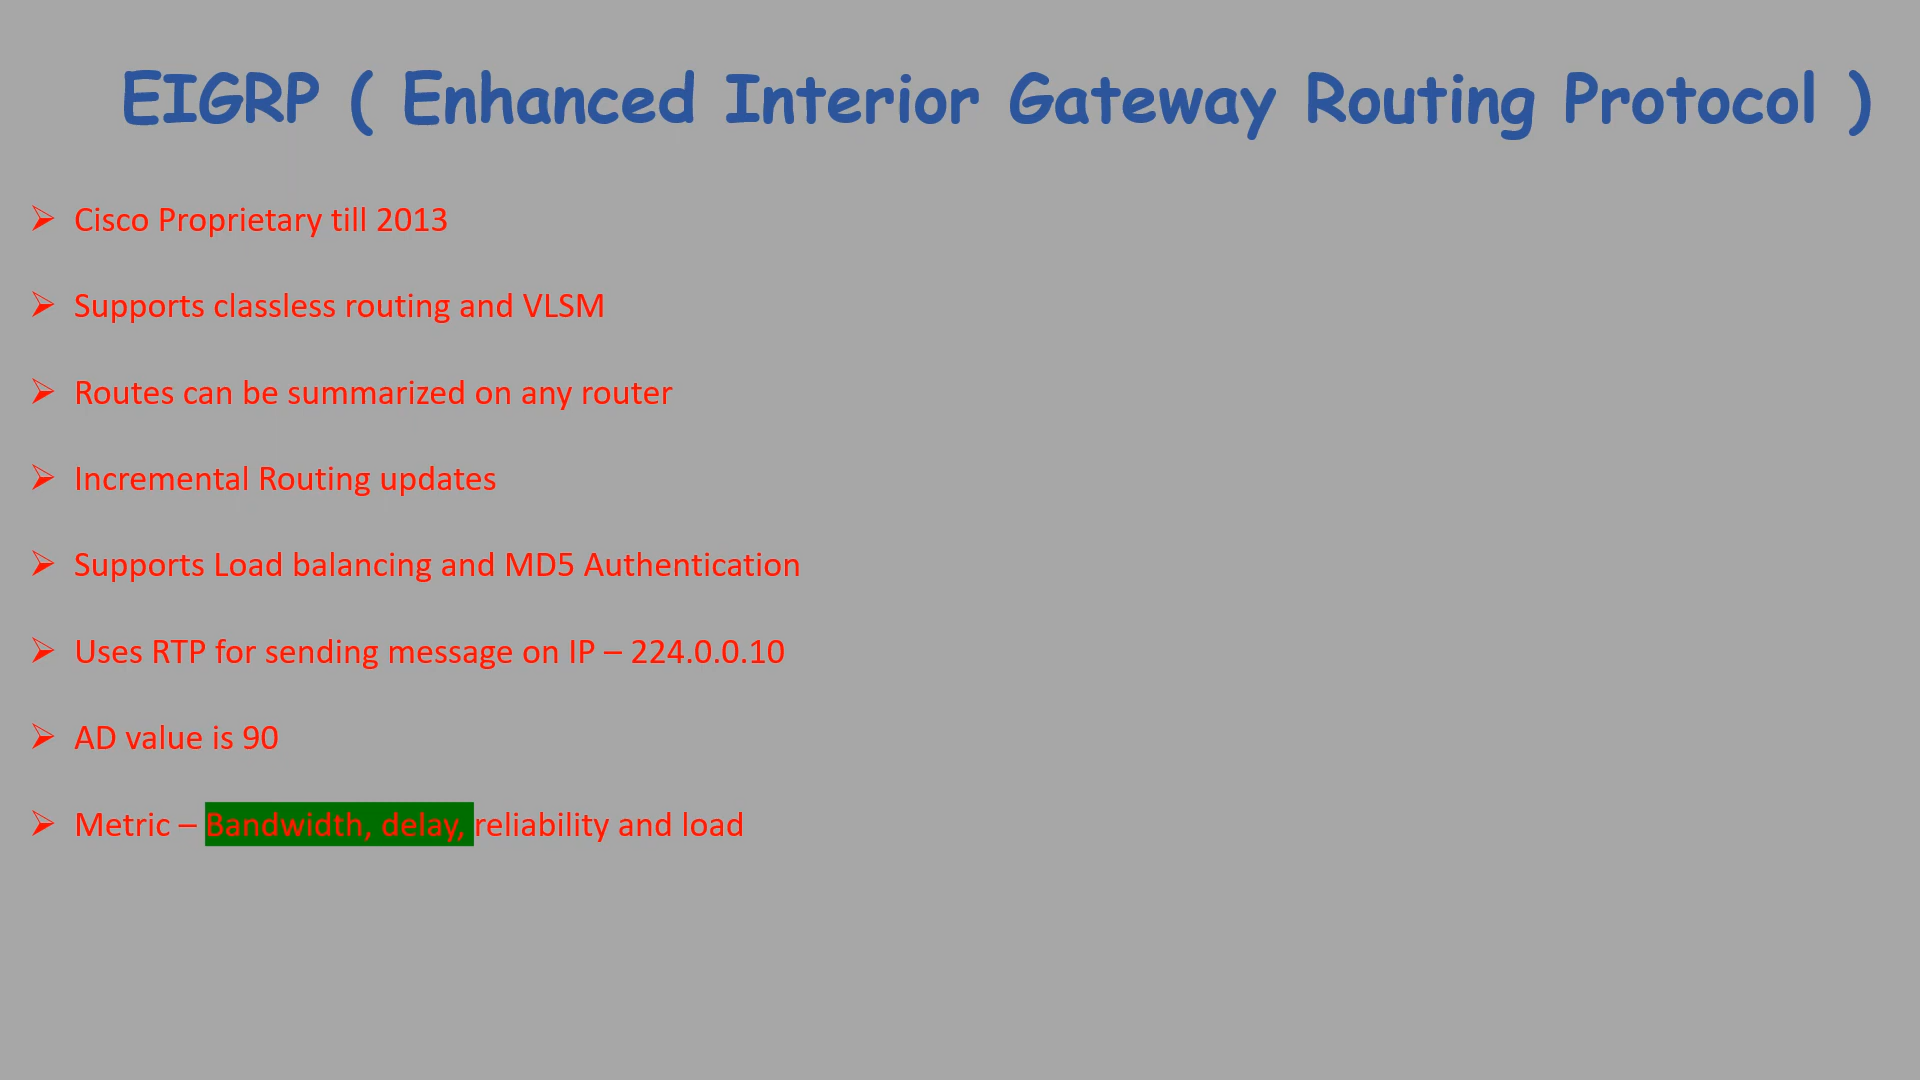 EIGRP ( Enhanced Interior Gateway Routing Protocol )
Cisco Proprietary till 2013
Supports classless routing and VLSM
Routes can be summarized on any router
Incremental Routing updates
Supports Load balancing and MD5 Authentication
Uses RTP for sending message on IP – 224.0.0.10
AD value is 90
Metric – Bandwidth, delay, reliability and load